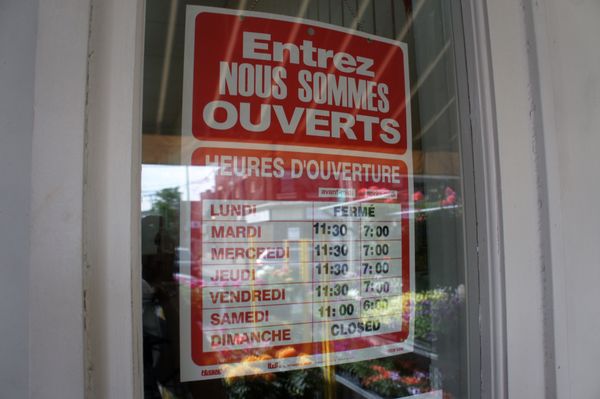 Entrez
NOUS SOMMES
OUVERTS
HEURES D'OUVERTURE
LUNDI FERMÉ
MARDI 11:30 7:00
MERCREDI 11:30 7:00
JEUDI 11:30 7:00
VENDREDI 11:30 7:00
SAMEDI 11:00 6:00
DIMANCHE CLOSED